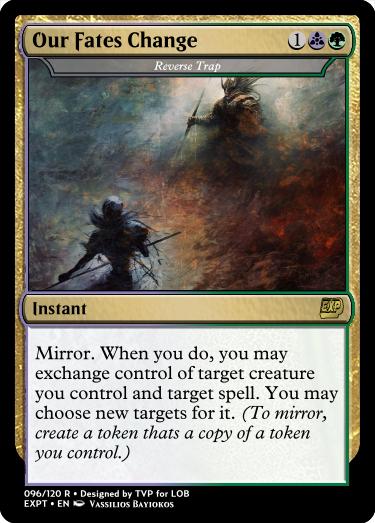 Our Fates Change 1
Reverse Trap
Instant
EXP
Mirror. When you do, you may
exchange control of target creature
you control and target spell. You may
choose new targets for it. (To mirror,
create a token thats a copy of a token
you control.)
096/120 R • Designed by TVP for LOB
EXPT • EN Vassilios Bayiokos